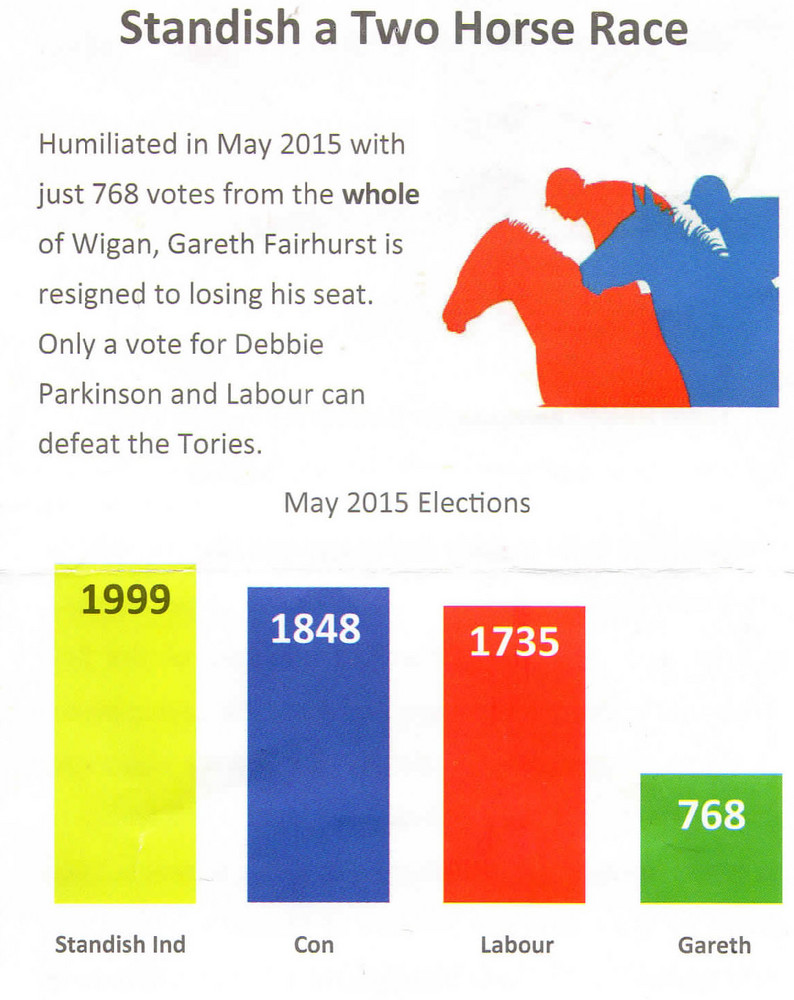 Standish a Two Horse Race
Humiliated in May 2015 with
just 768 votes from the whole
of Wigan, Gareth Fairhurst is
resigned to losing his seat.
Only a vote for Debbie
Parkinson and Labour can
defeat the Tories.
May 2015 Elections
1999
1848
1735
768
Standish Ind
Con
Labour
Gareth